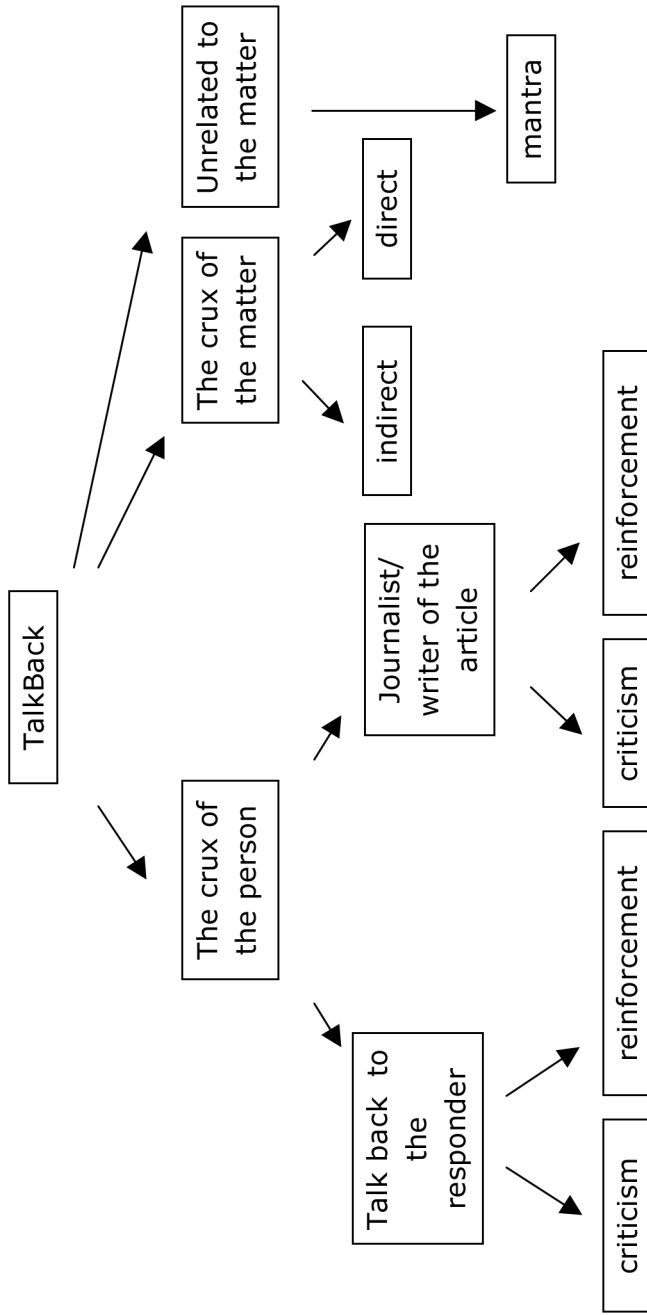 TalkBack
The crux of
the person
The crux of
the matter
Unrelated to
the matter
Talk back to
the
responder
Journalist/
writer of the
article
indirect
direct
mantra
criticism
reinforcement
criticism
reinforcement